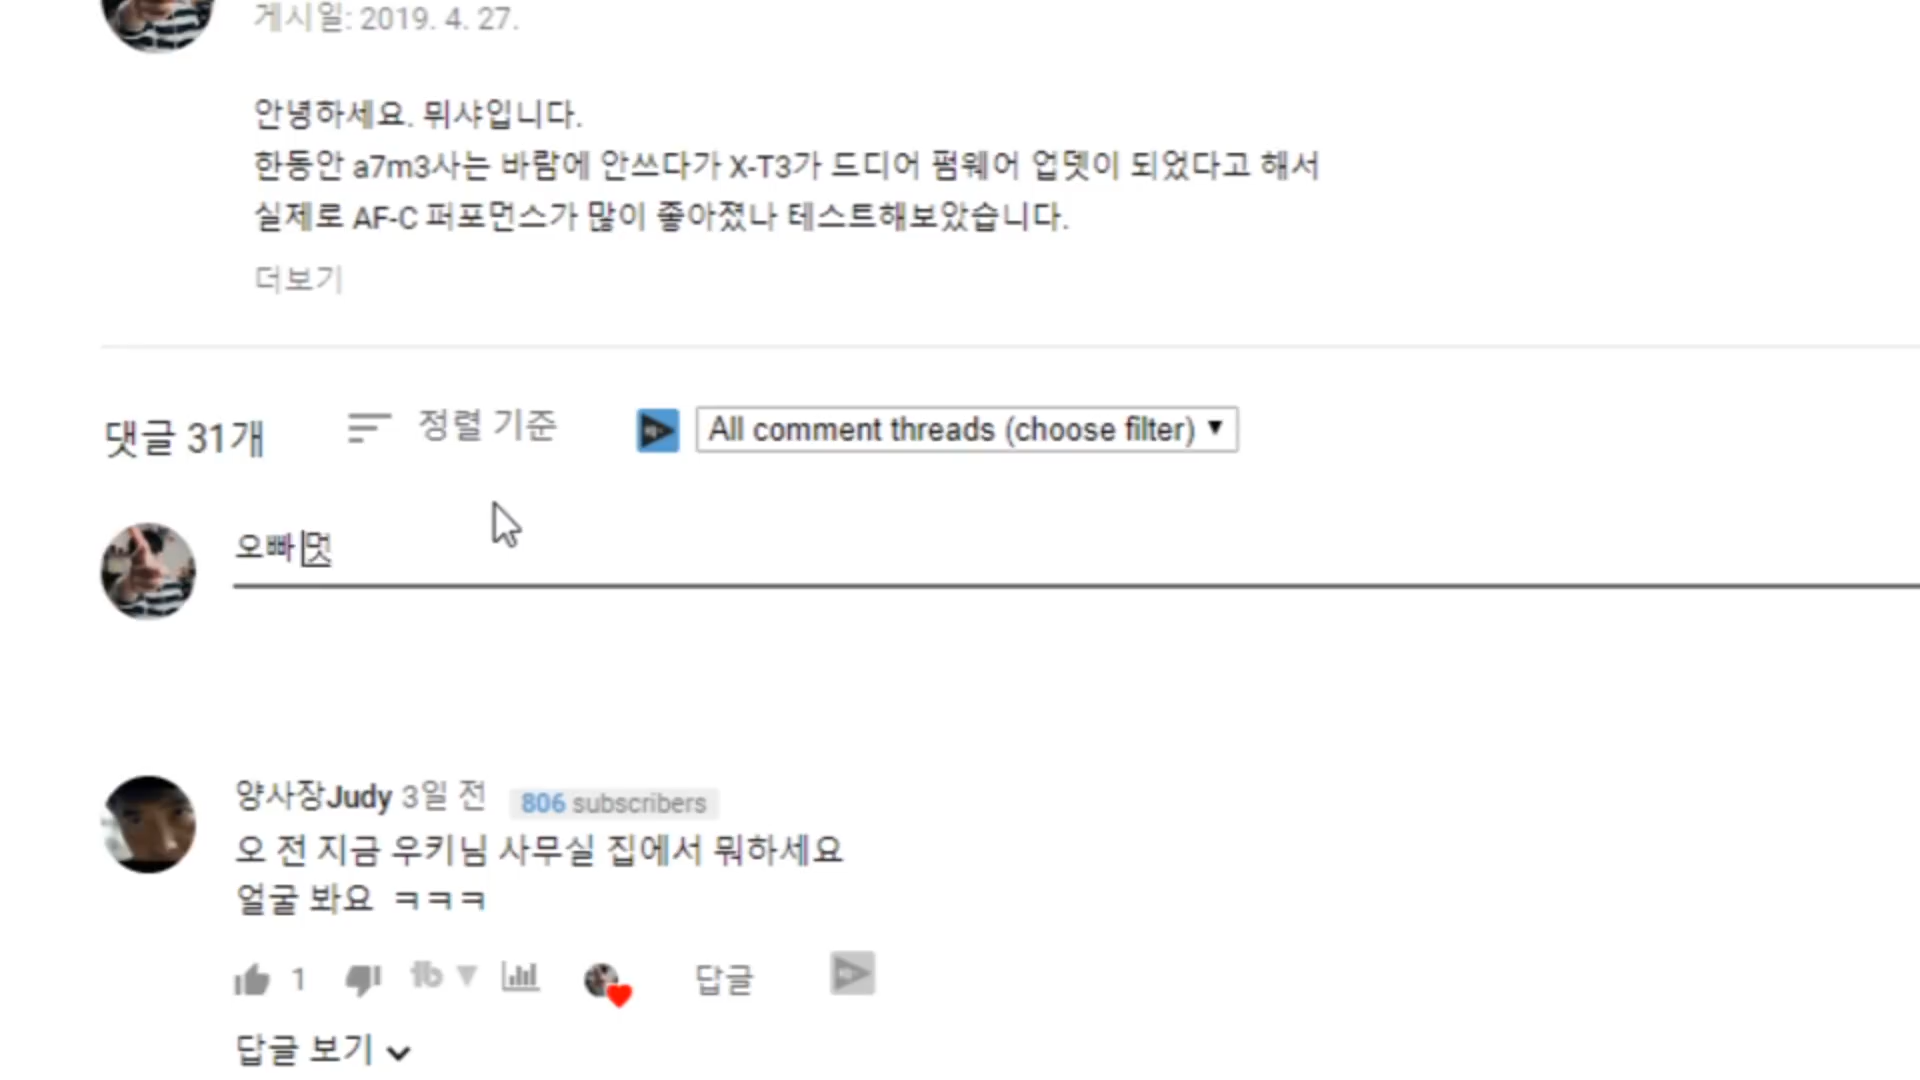 게시일: 2019. 4. 27.
안녕하세요. 뮈샤입니다.
한동안 a7m3사는 바람에 안쓰다가 X-T3가 드디어 펌웨어 업뎃이 되었다고 해서
실제로 AF-C 퍼포먼스가 많이 좋아졌나 테스트해보았습니다.
더보기
댓글 31개
정렬 기준
All comment threads (choose filter)
오빠멋
양사장Judy 3일 전 806 subscribers
오 전 지금 우키님 사무실 집에서 뭐하세요
얼굴 봐요 ㅋㅋㅋ
1
답글
답글 보기